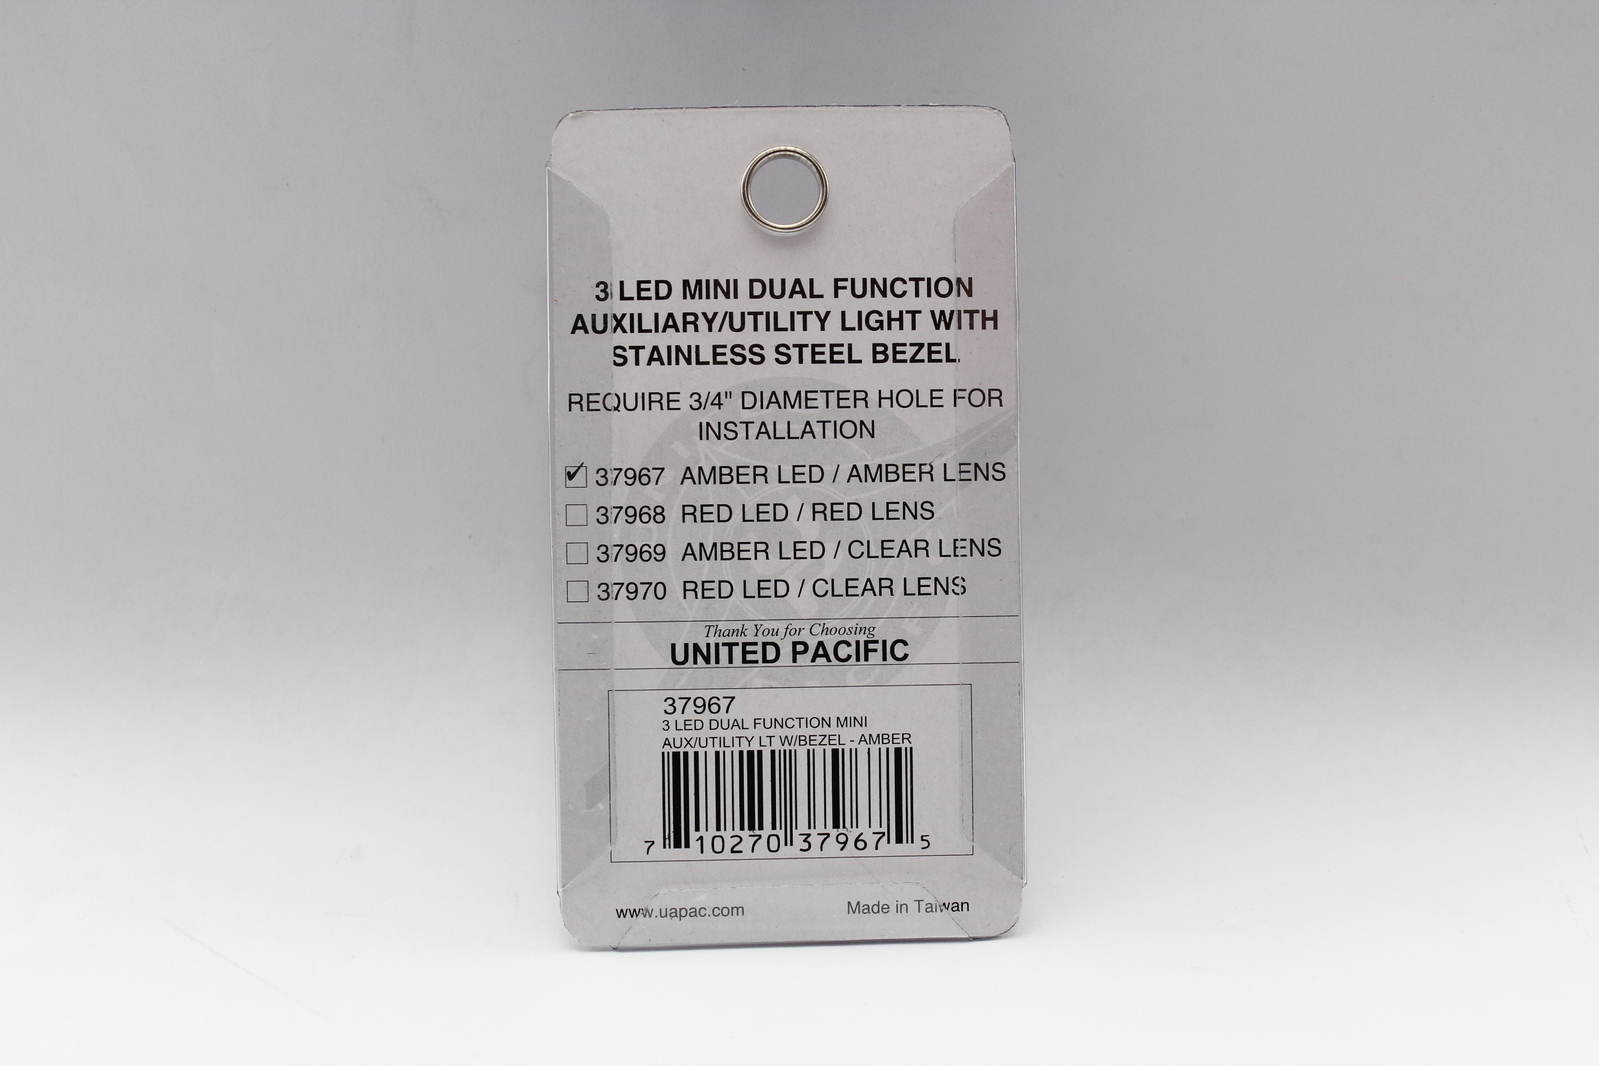 3 LED MINI DUAL FUNCTION
AUXILIARY/UTILITY LIGHT WITH
STAINLESS STEEL BEZEL.
REQUIRE 3/4" DIAMETER HOLE FOR
INSTALLATION
37967 AMBER LED / AMBER LENS
37968 RED LED / RED LENS
37969 AMBER LED / CLEAR LENS
37970 RED LED / CLEAR LENS
Thank You for Choosing
UNITED PACIFIC
37967
3 LED DUAL FUNCTION MINI
AUX/UTILITY LT W/BEZEL - AMBER
7 10270 37967 5
www.uapac.com Made in Taiwan